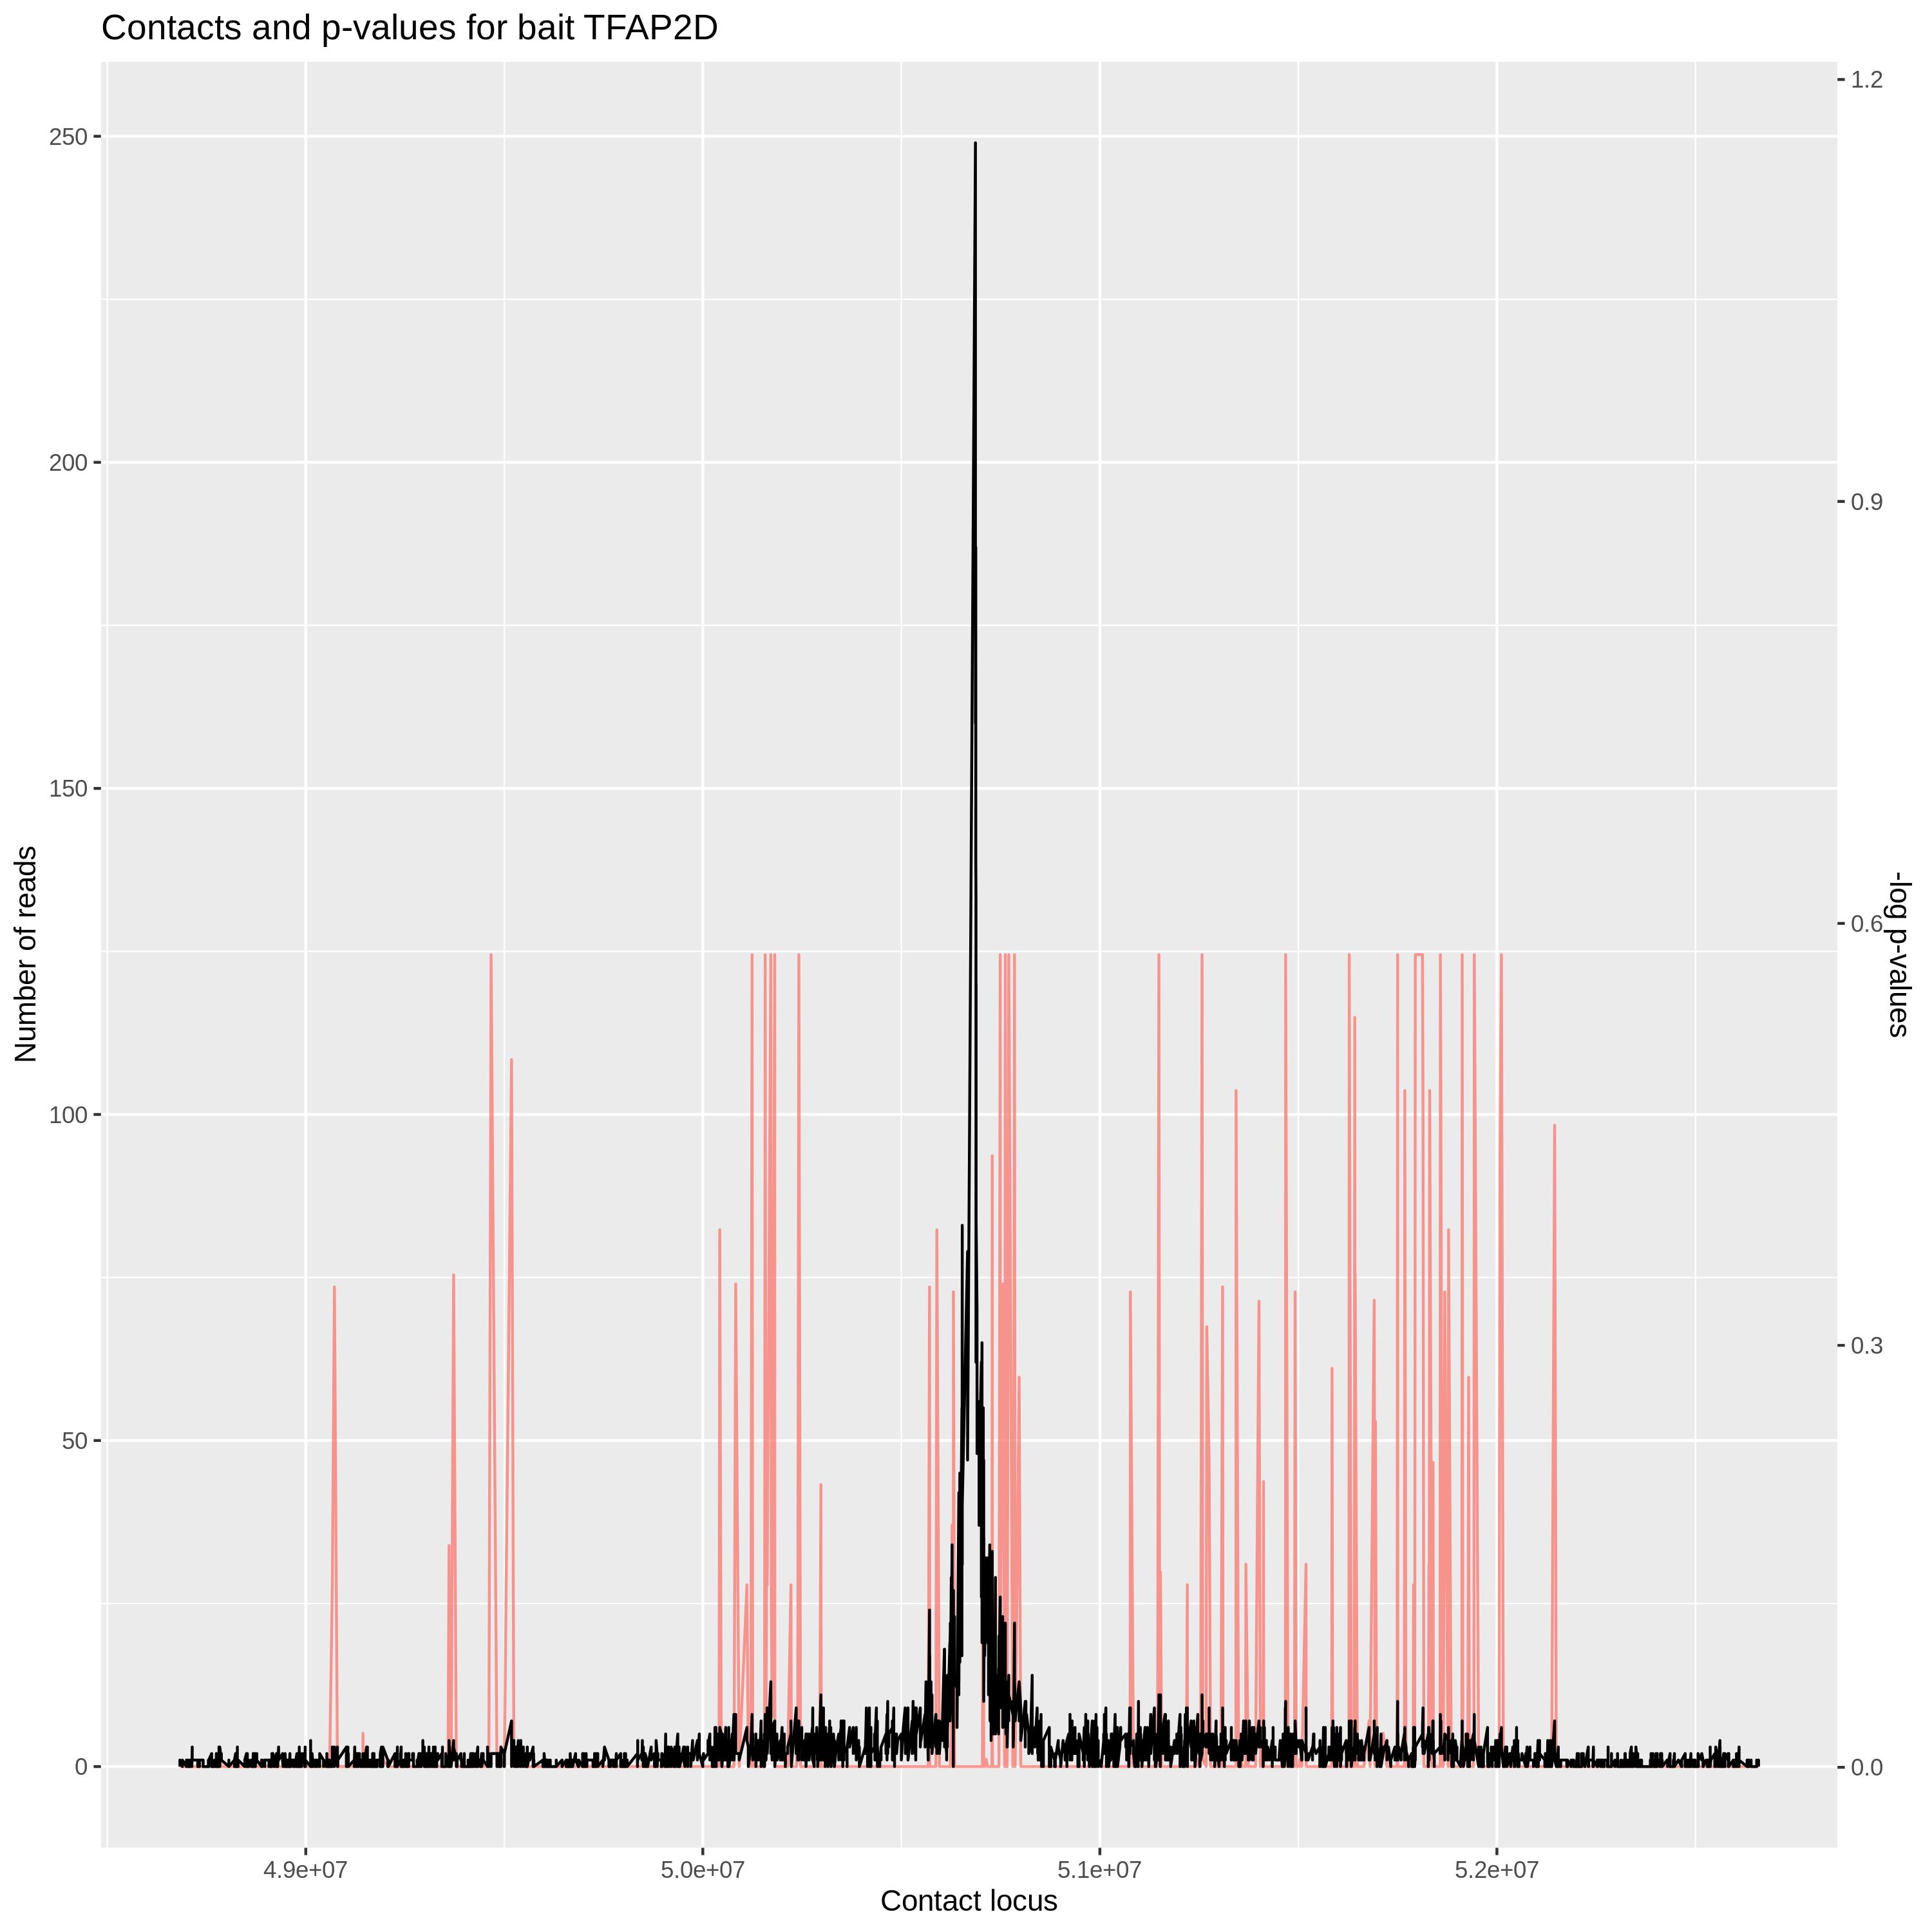 Contacts and p-values for bait TFAP2D
250
200
150
100
50
0
Number of reads
1.2
0.9
0.6
0.3
0.0
-log p-values
4.9e+07
5.0e+07
5.1e+07
5.2e+07
Contact locus